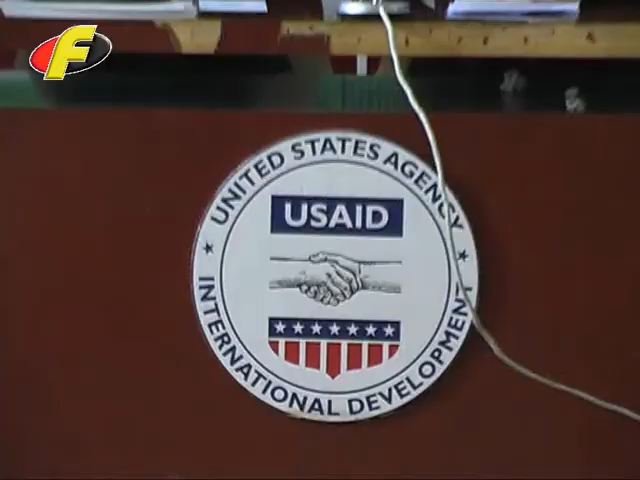 F
UNITED STATES AGENCY
USAID
INTERNATIONAL DEVELOPMENT